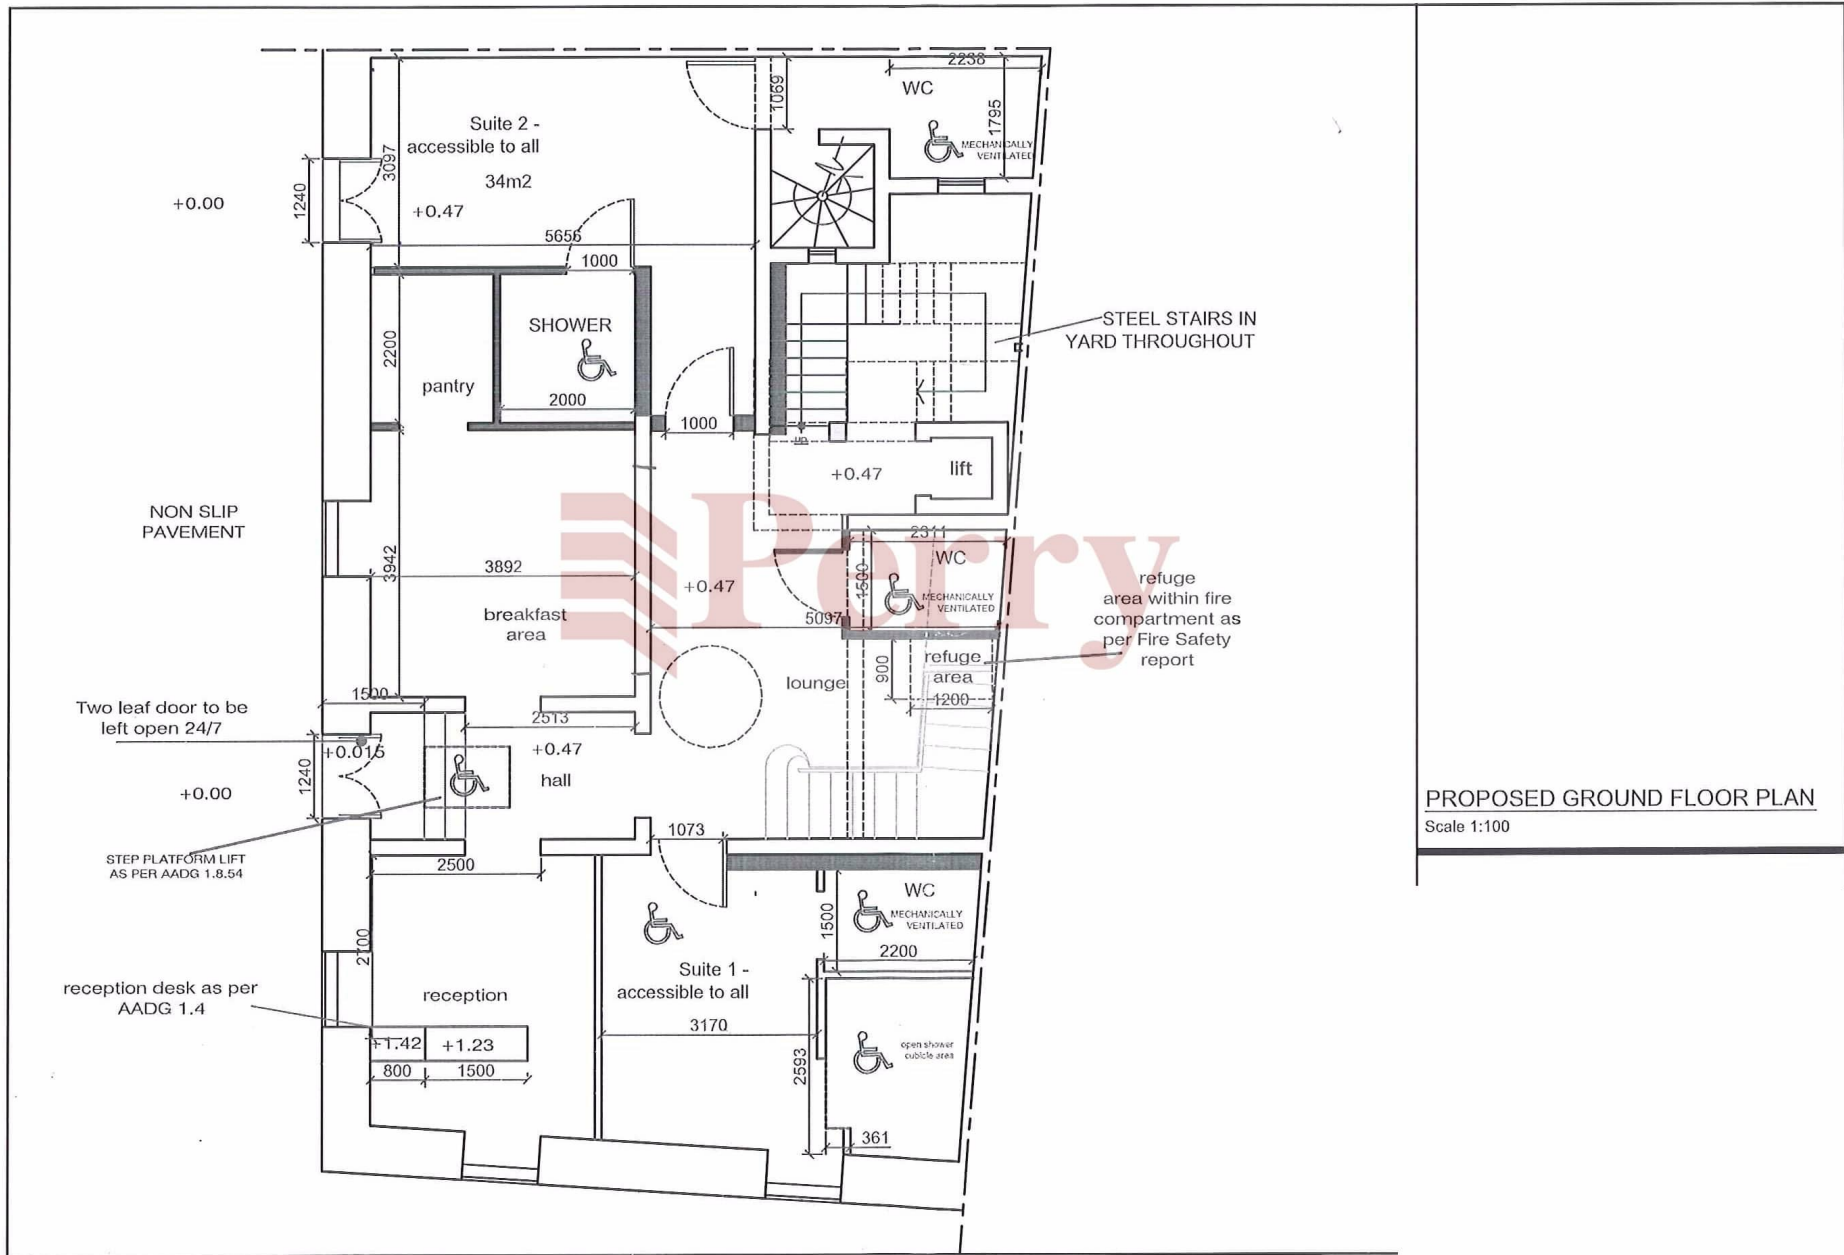 2238
WC
1069
1795
MECHANICALLY
VENTILATED
Suite 2 -
accessible to all
34m2
3097
1240
+0.00
+0.47
5656
1000
SHOWER
2200
pantry
2000
1000
STEEL STAIRS IN
YARD THROUGHOUT
UP
+0.47
lift
NON SLIP
PAVEMENT
Perry
2311
WC
1500
MECHANICALLY
VENTILATED
3942
3892
+0.47
5097
breakfast
area
refuge
area within fire
compartment as
per Fire Safety
report
refuge
area
900
1200
lounge
1500
Two leaf door to be
left open 24/7
2513
+0.015
+0.47
hall
1240
+0.00
STEP PLATFORM LIFT
AS PER AADG 1.8.54
1073
2500
WC
MECHANICALLY
VENTILATED
1500
2200
2700
Suite 1 -
accessible to all
reception desk as per
AADG 1.4
reception
3170
+1.42
+1.23
800
1500
2593
open shower
cubicle area
361
PROPOSED GROUND FLOOR PLAN
Scale 1:100